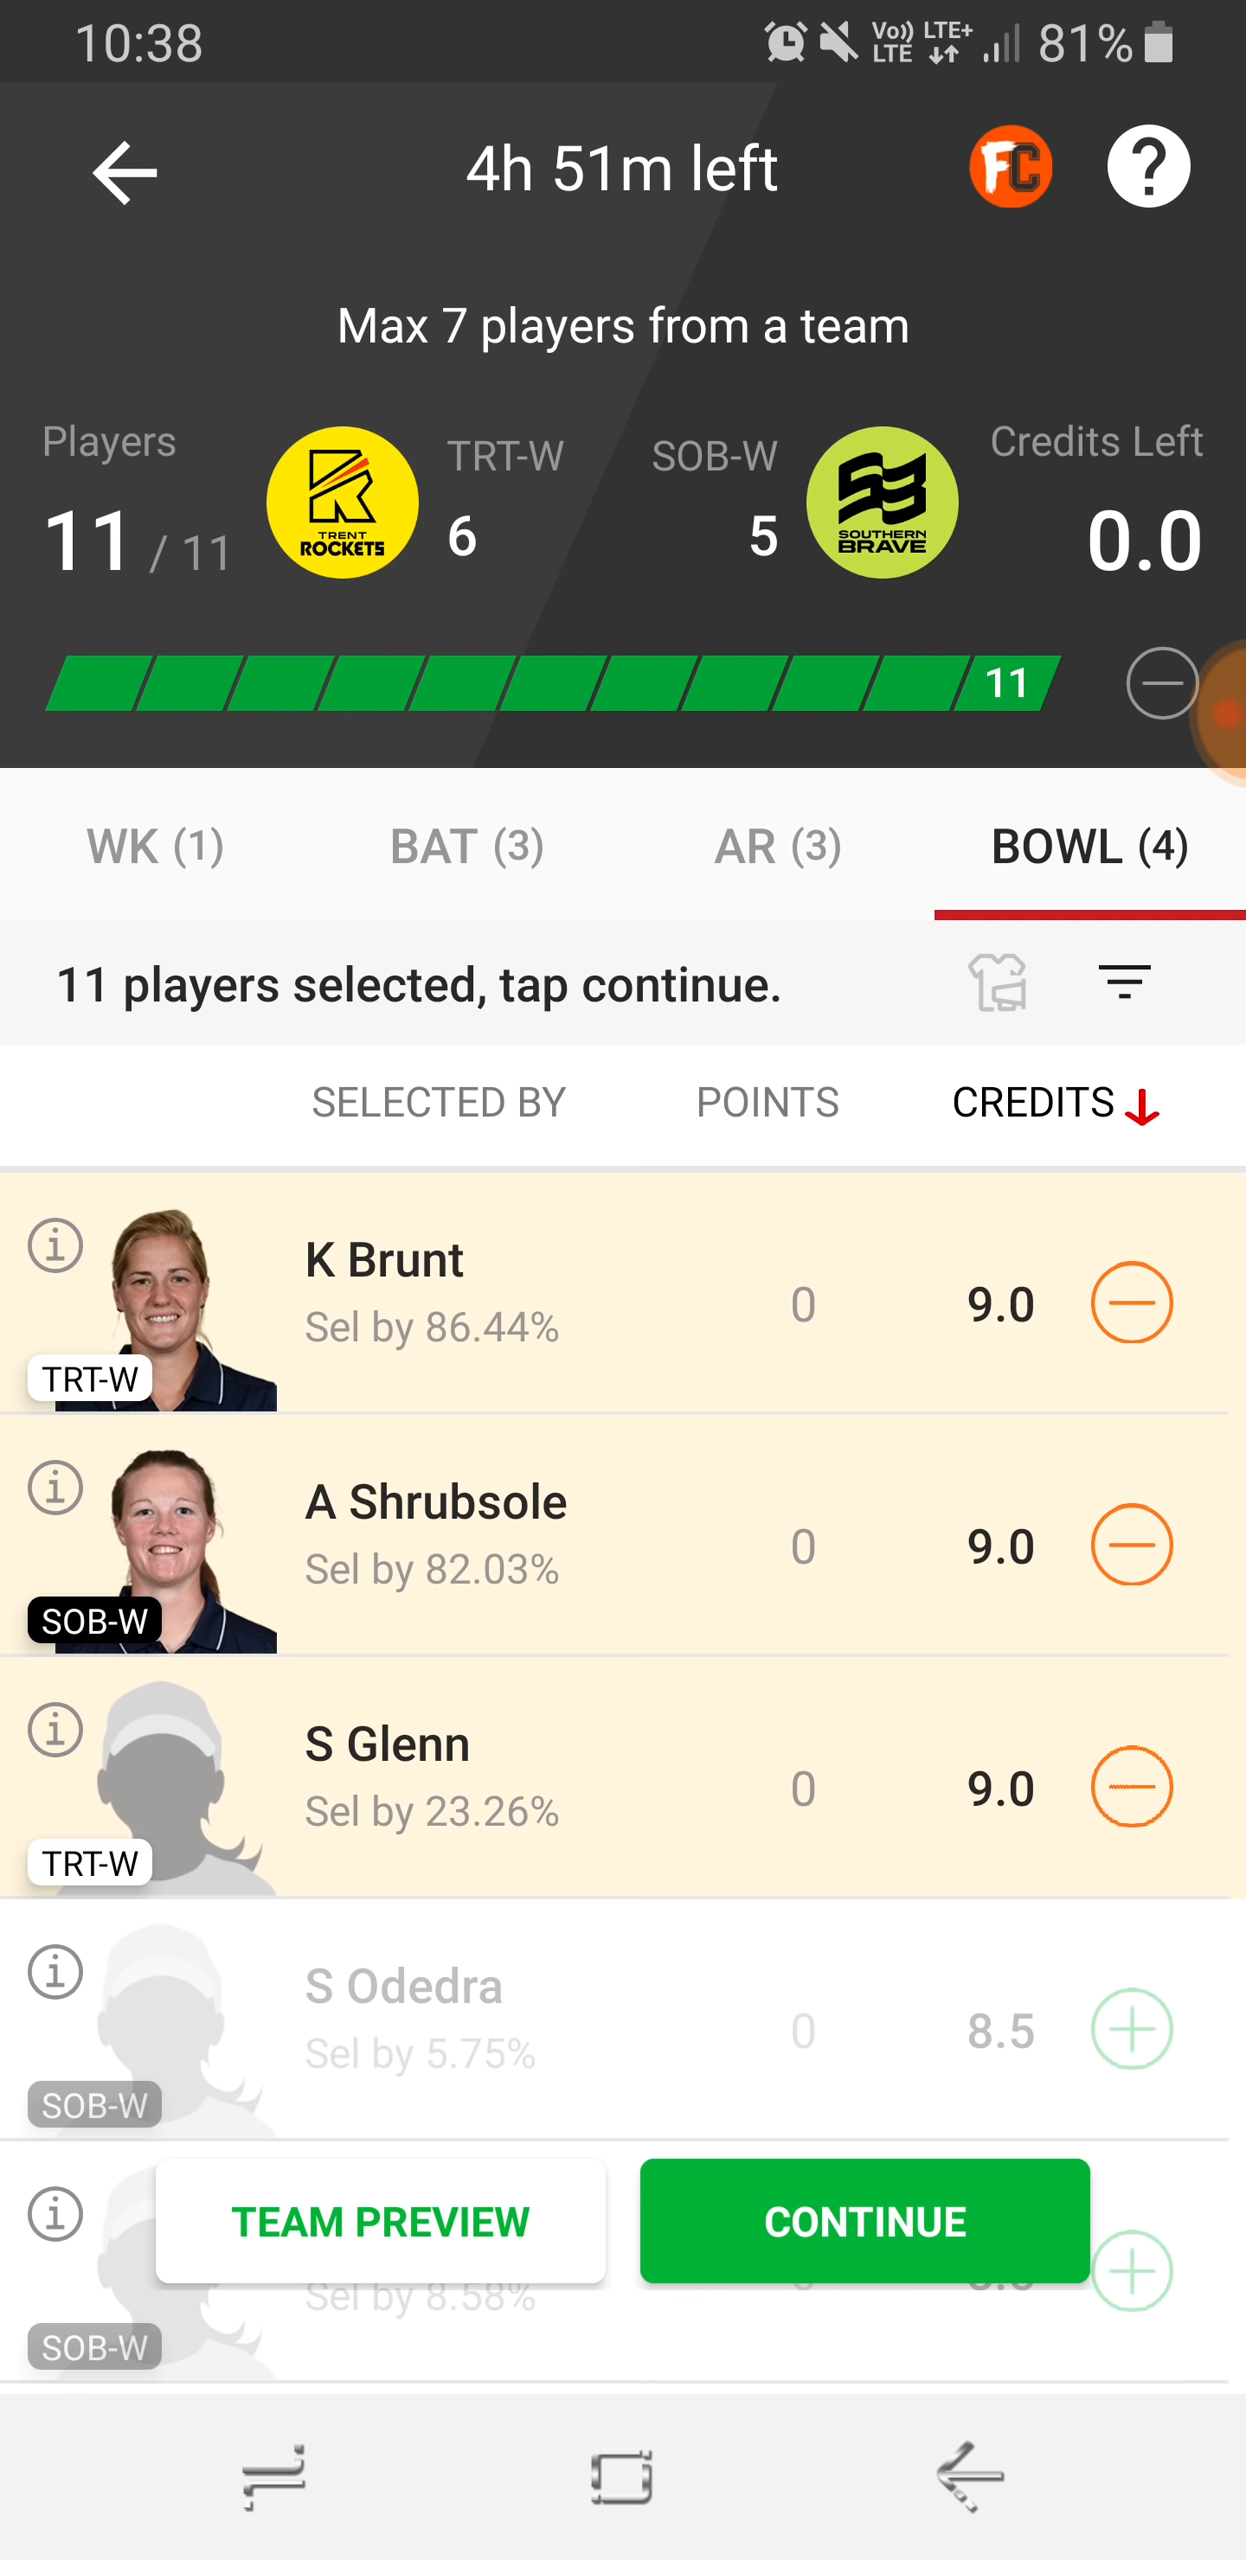 10:38
Vo)) LTE+
LTE
81%
4h 51m left
FC
?
Max 7 players from a team
Players
TRT-W
SOB-W
Credits Left
11 / 11
TRENT
ROCKETS
6
5
SOUTHERN
BRAVE
0.0
11
WK (1)
BAT (3)
AR (3)
BOWL (4)
11 players selected, tap continue.
SELECTED BY
POINTS
CREDITS
K Brunt
Sel by 86.44%
0
9.0
TRT-W
A Shrubsole
Sel by 82.03%
0
9.0
SOB-W
S Glenn
Sel by 23.26%
0
9.0
TRT-W
S Odedra
Sel by 5.75%
0
8.5
SOB-W
TEAM PREVIEW
CONTINUE
Sel by 8.58%
SOB-W